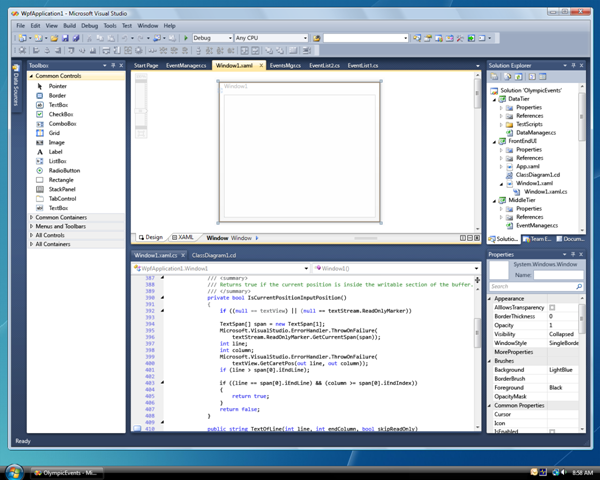 WpfApplication1 - Microsoft Visual Studio
File Edit View Build Debug Tools Test Window Help
Debug Any CPU
Data Sources
Toolbox
Common Controls
Pointer
Border
TextBox
CheckBox
ComboBox
Grid
Image
Label
ListBox
RadioButton
Rectangle
StackPanel
TabControl
TextBox
Common Containers
Menus and Toolbars
All Controls
All Containers
Start Page EventManager.cs Window1.xaml EventsMg.cs EventList2.cs EventList1.cs
Window1
Design XAML Window Window
Window1.xaml.cs ClassDiagram1.cd
WpfApplication1.Window1 Window1()
387 /// <summary>
388 /// Returns true if the current position is inside the writable section of the buffer.
389 /// </summary>
390 private bool IsCurrentPositionInputPosition()
391 {
392 if ((null == textView) || (null == textStream.ReadOnlyMarker))
393
394 TextSpan[] span = new TextSpan[1];
395 Microsoft.VisualStudio.ErrorHandler.ThrowOnFailure(
396 textStream.ReadOnlyMarker.GetCurrentSpan(span));
397 int line;
398 int column;
399 Microsoft.VisualStudio.ErrorHandler.ThrowOnFailure(
400 textView.GetCaretPos(out line, out column));
401 if (line > span[0].iEndLine)
402
403 if ((line == span[0].iEndLine) && (column >= span[0].iEndIndex))
404 {
405 return true;
406 }
407 return false;
408 }
409
410 public string TextOfLine(int line, int endColumn, bool skipReadOnly)
Solution Explorer
Solution 'OlympicEvents'
DataTier
Properties
References
TestScripts
DataManager.cs
FrontEndUI
Properties
References
App.xaml
ClassDiagram1.cd
Window1.xaml
Window1.xaml.cs
MiddleTier
Properties
References
EventManager.cs
Solutio... Team E... Docum...
Properties
System.Windows.Window
Name:
Search
Appearance
AllowsTransparency
BorderThickness 0
Opacity 1
Visibility Collapsed
WindowStyle SingleBorde
MoreProperties
Brushes
Background LightBlue
BorderBrush
Foreground Black
OpacityMask
Common Properties
Cursor
Icon
IsEnabled
Ready
OlympicEvents - Mi...
8:58 AM